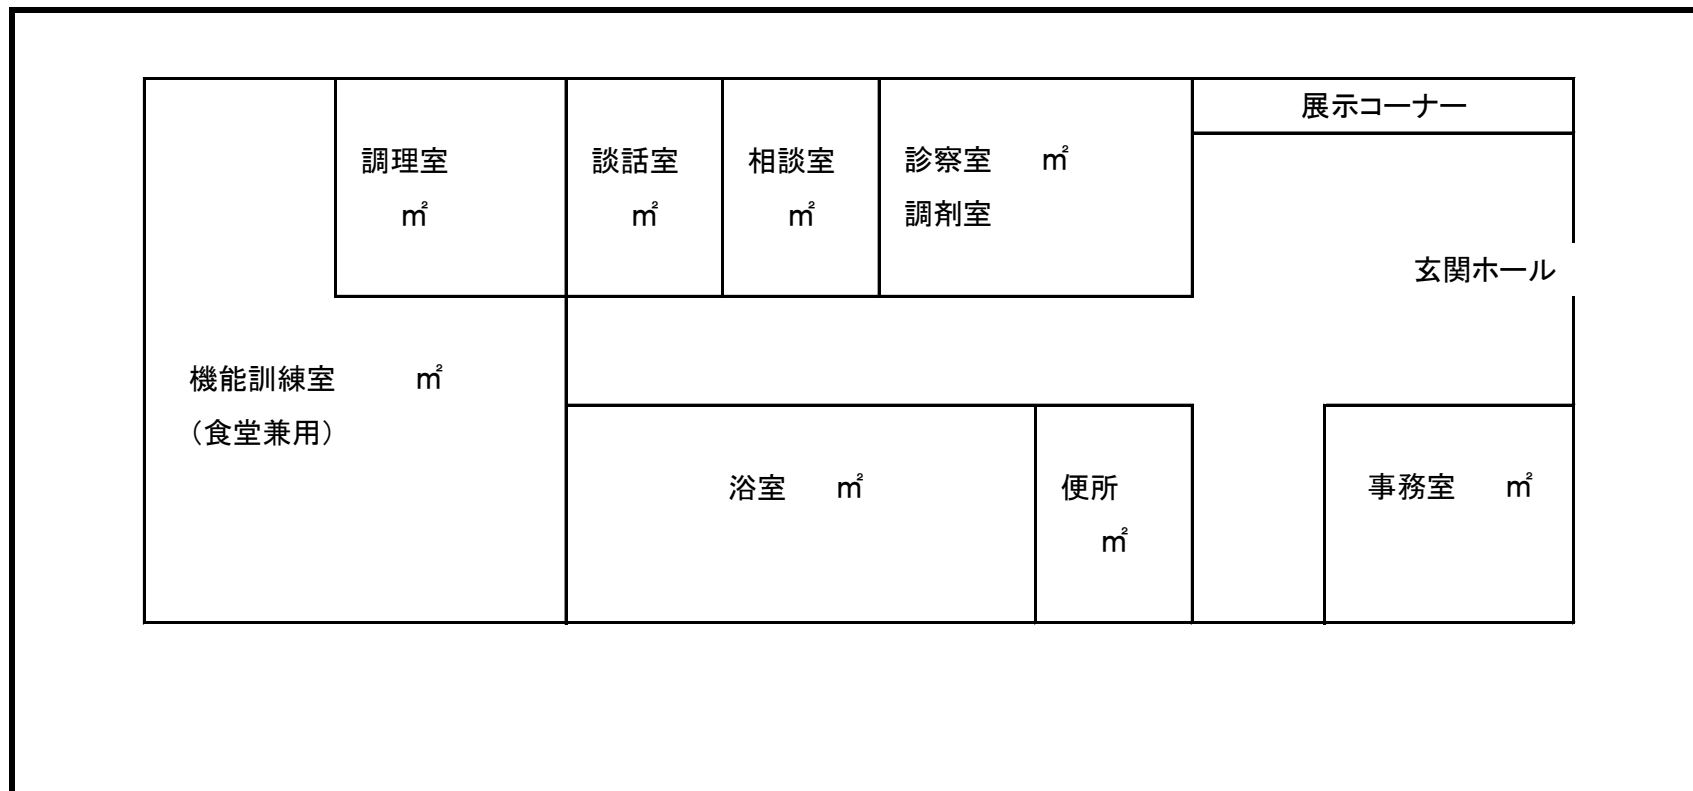 展示コーナー
調理室
㎡
談話室
㎡
相談室
㎡
診察室 ㎡
調剤室
玄関ホール
機能訓練室 ㎡
（食堂兼用）
浴室 ㎡
便所
㎡
事務室 ㎡